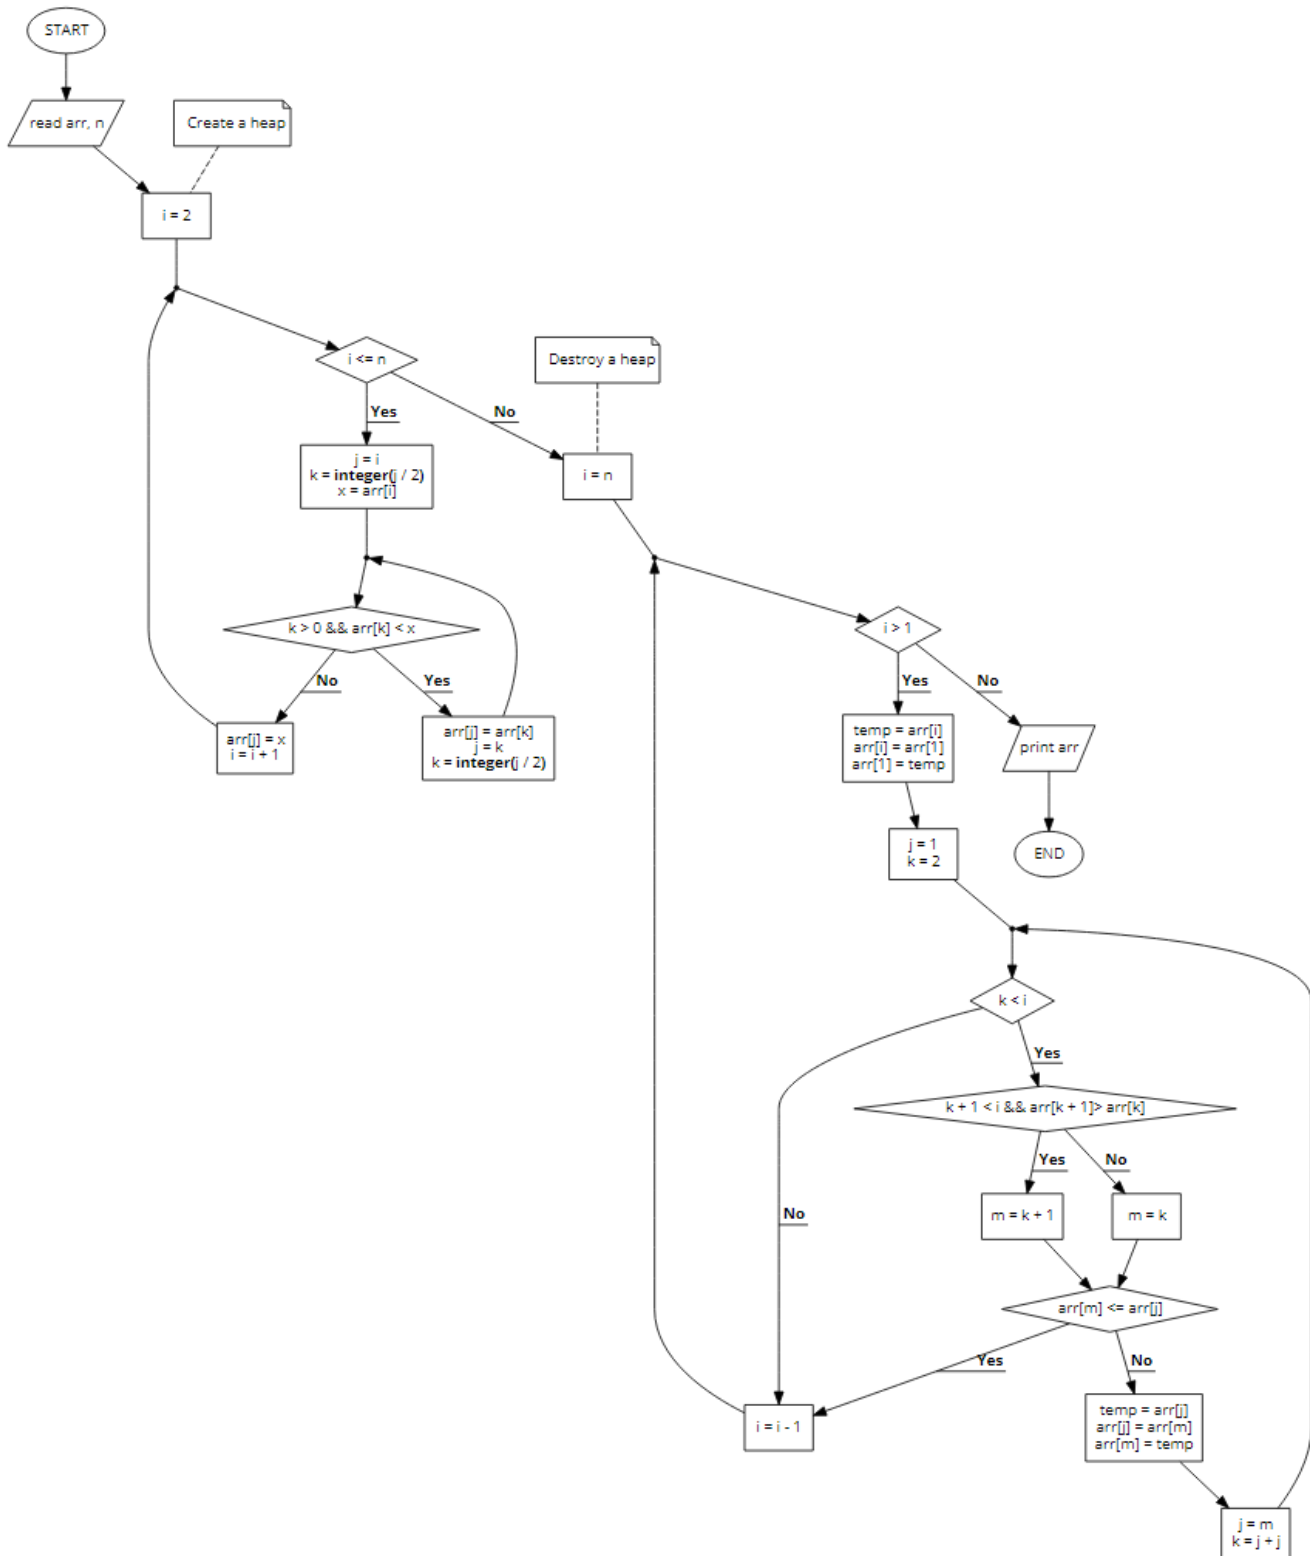 START
read arr, n
Create a heap
i = 2
i <= n
Destroy a heap
Yes
No
j = i
k = integer(j / 2)
x = arr[i]
i = n
k > 0 && arr[k] < x
i > 1
No
Yes
Yes
No
arr[j] = x
i = i + 1
arr[j] = arr[k]
j = k
k = integer(j / 2)
temp = arr[i]
arr[i] = arr[1]
arr[1] = temp
print arr
j = 1
k = 2
END
k < i
Yes
k + 1 < i && arr[k + 1]> arr[k]
Yes
No
No
m = k + 1
m = k
arr[m] <= arr[j]
Yes
No
i = i - 1
temp = arr[j]
arr[j] = arr[m]
arr[m] = temp
j = m
k = j + j